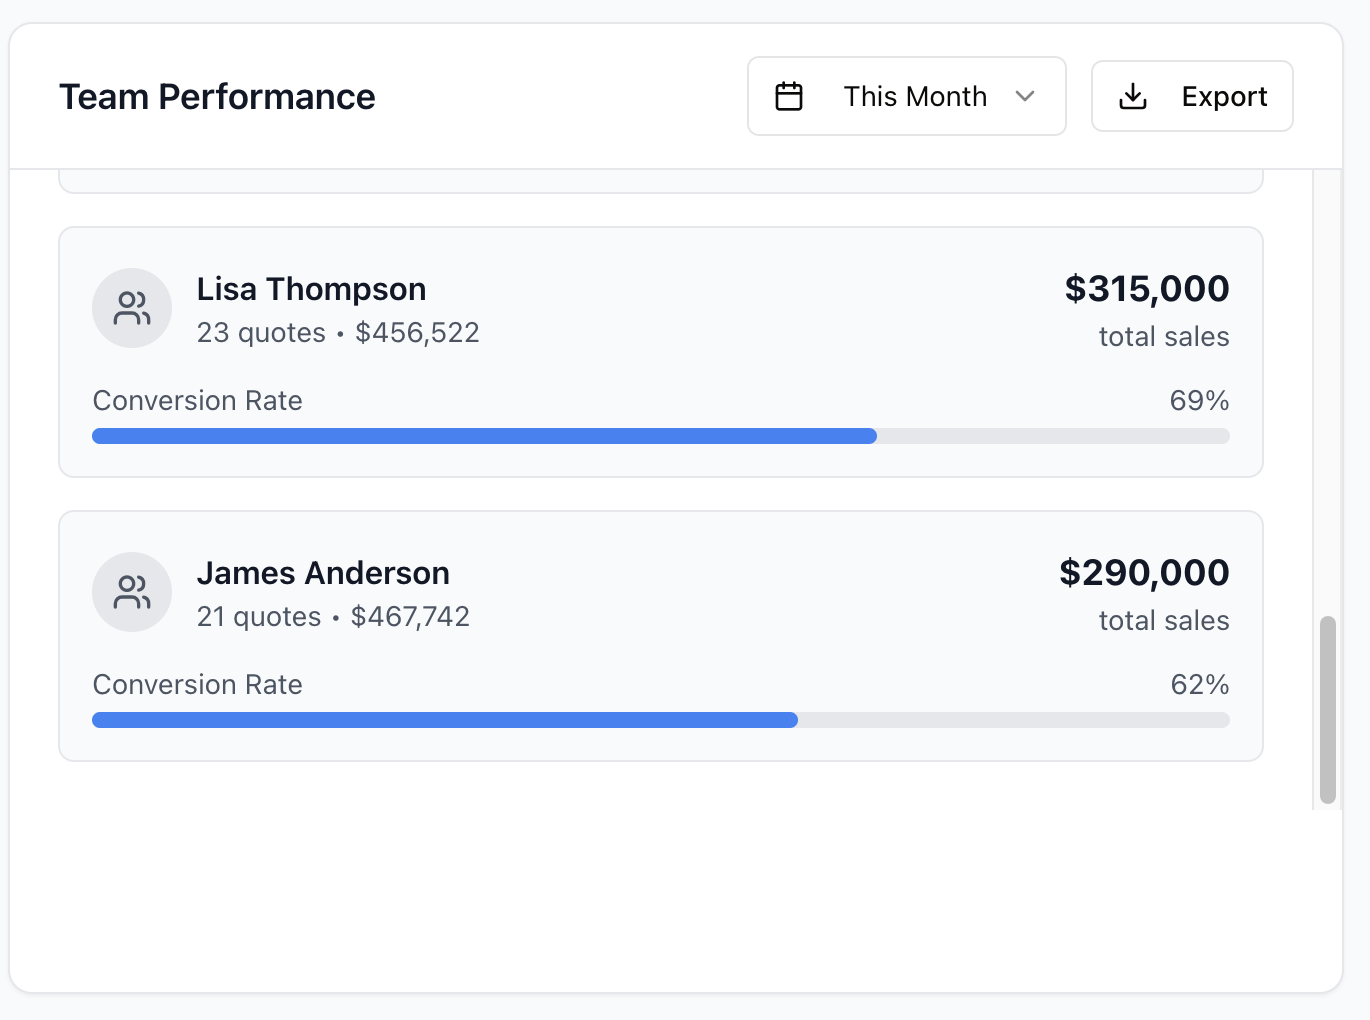 Team Performance
This Month
Export
Lisa Thompson
23 quotes • $456,522
$315,000
total sales
Conversion Rate
69%
James Anderson
21 quotes • $467,742
$290,000
total sales
Conversion Rate
62%